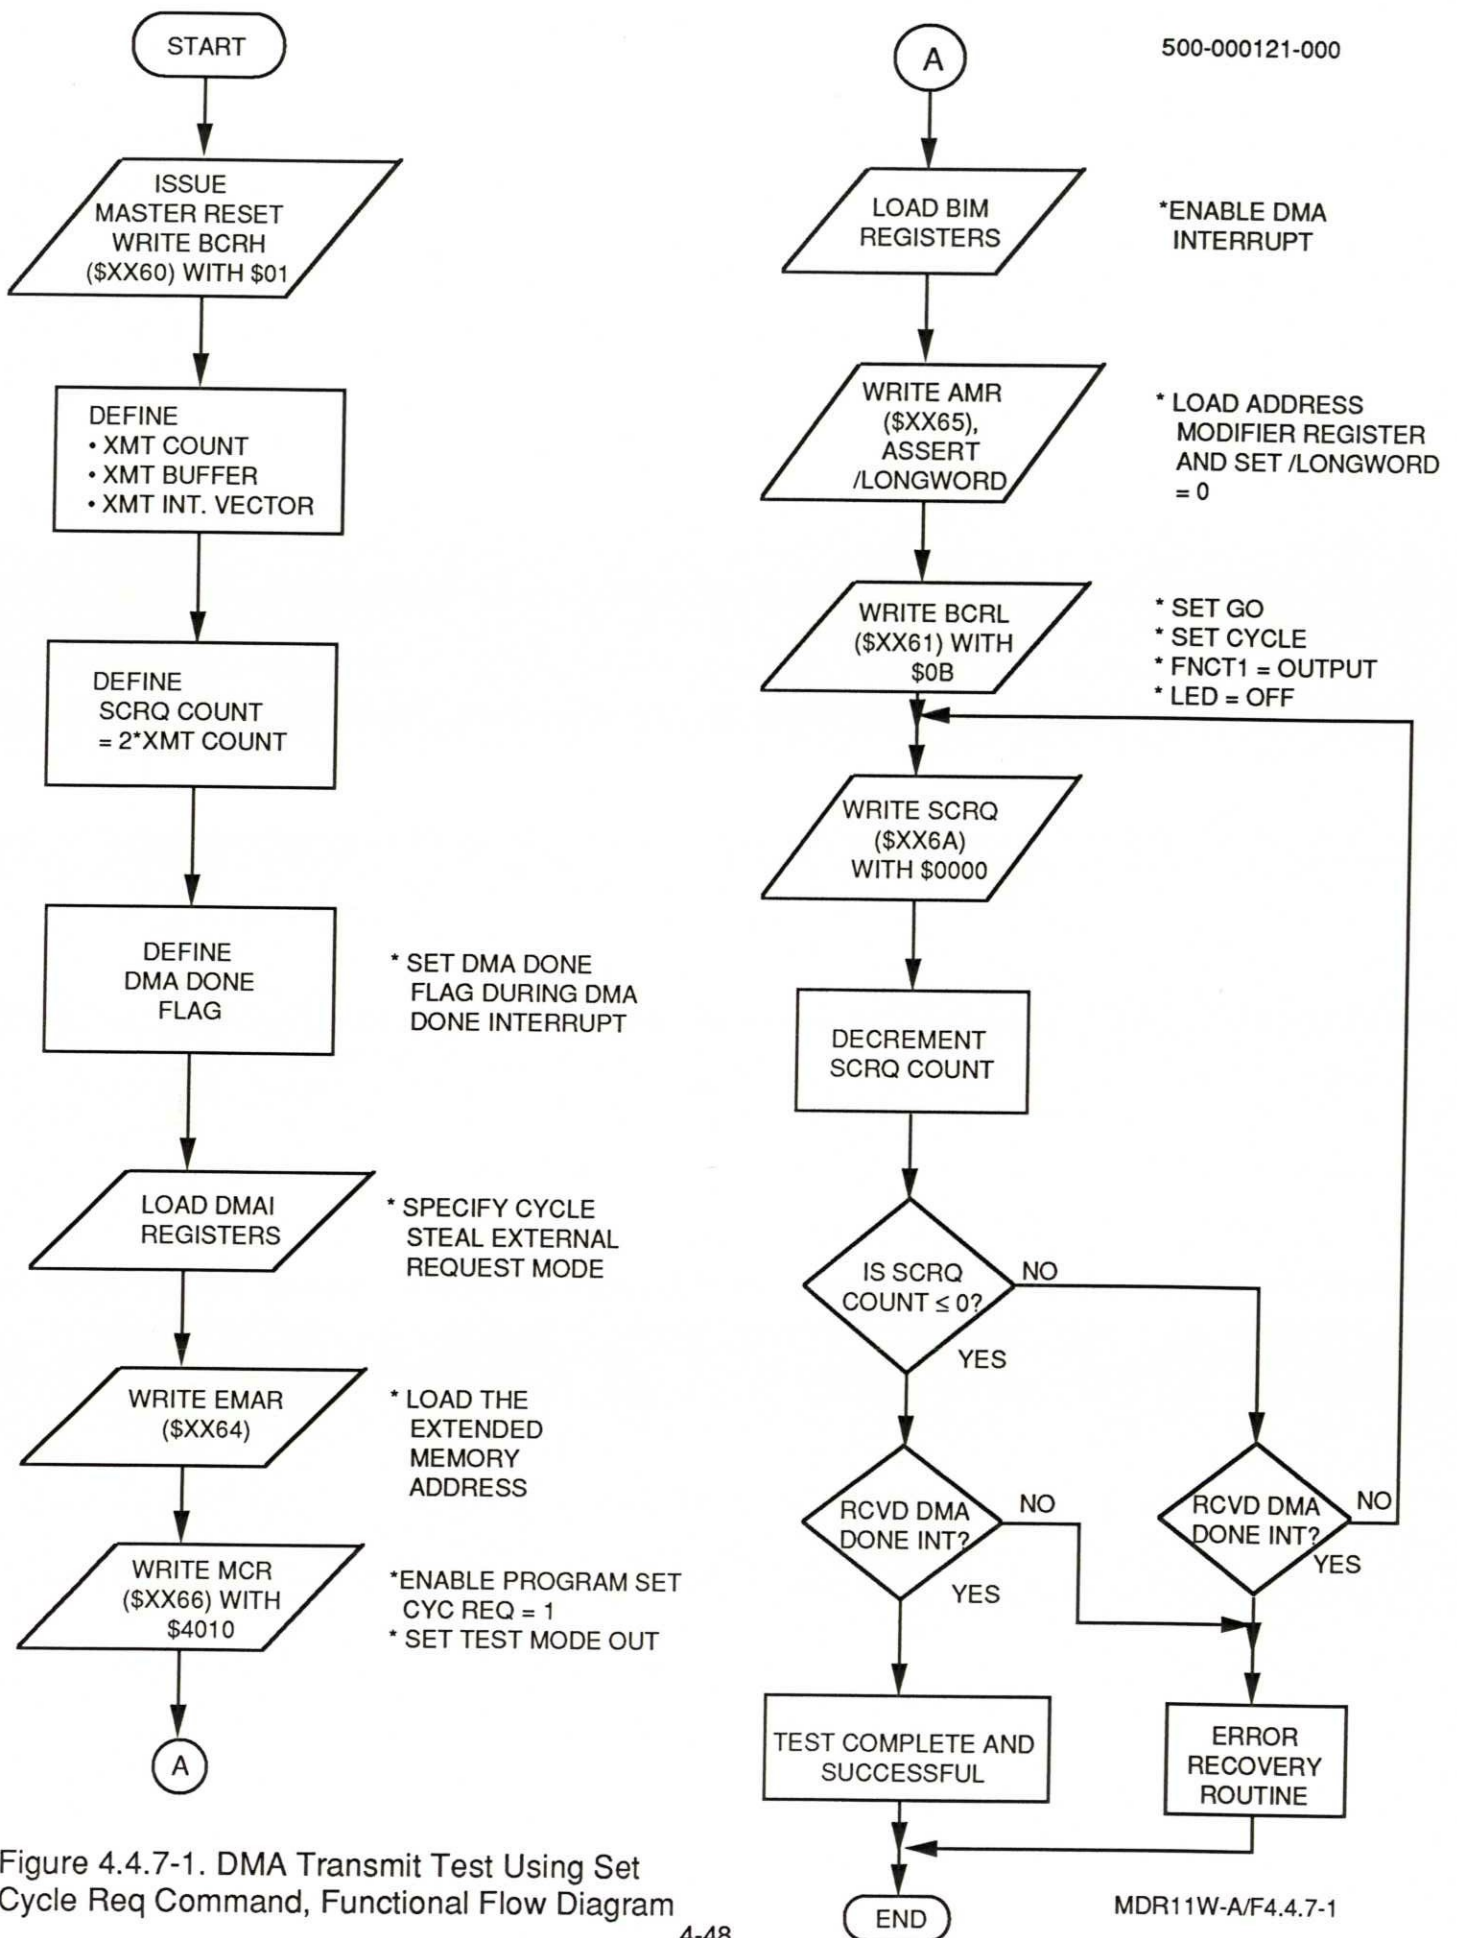 START
ISSUE
MASTER RESET
WRITE BCRH
($XX60) WITH $01
DEFINE
• XMT COUNT
• XMT BUFFER
• XMT INT. VECTOR
DEFINE
SCRQ COUNT
= 2*XMT COUNT
DEFINE
DMA DONE
FLAG
* SET DMA DONE
FLAG DURING DMA
DONE INTERRUPT
LOAD DMAI
REGISTERS
* SPECIFY CYCLE
STEAL EXTERNAL
REQUEST MODE
WRITE EMAR
($XX64)
* LOAD THE
EXTENDED
MEMORY
ADDRESS
WRITE MCR
($XX66) WITH
$4010
*ENABLE PROGRAM SET
CYC REQ = 1
* SET TEST MODE OUT
A
500-000121-000
A
LOAD BIM
REGISTERS
*ENABLE DMA
INTERRUPT
WRITE AMR
($XX65),
ASSERT
/LONGWORD
* LOAD ADDRESS
MODIFIER REGISTER
AND SET /LONGWORD
= 0
WRITE BCRL
($XX61) WITH
$0B
* SET GO
* SET CYCLE
* FNCT1 = OUTPUT
* LED = OFF
WRITE SCRQ
($XX6A)
WITH $0000
DECREMENT
SCRQ COUNT
IS SCRQ
COUNT ≤ 0?
NO
YES
RCVD DMA
DONE INT?
NO
YES
RCVD DMA
DONE INT?
NO
YES
TEST COMPLETE AND
SUCCESSFUL
ERROR
RECOVERY
ROUTINE
END
Figure 4.4.7-1. DMA Transmit Test Using Set
Cycle Req Command, Functional Flow Diagram
MDR11W-A/F4.4.7-1
4-48